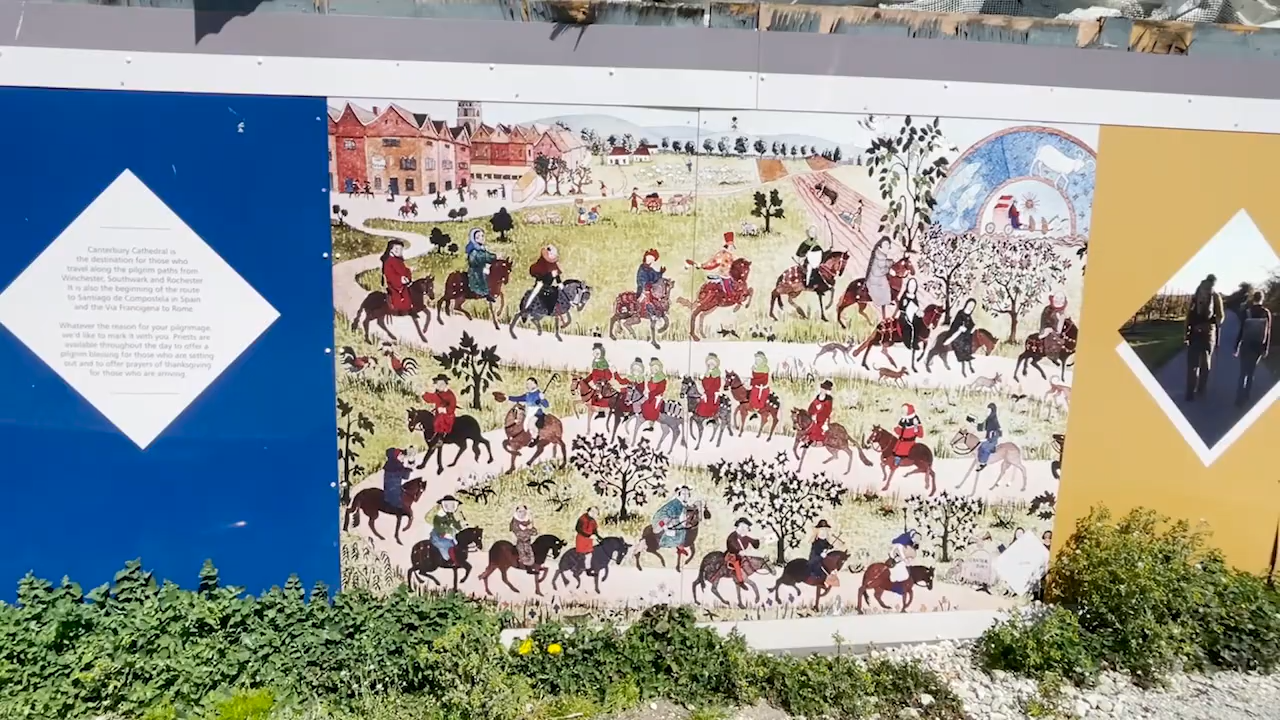 Canterbury Cathedral is
the destination for those who
travel along the pilgrim paths from
Winchester, Southwark and Rochester
It is also the beginning of the route
to Santiago de Compostela in Spain
and the Via Francigena to Rome.
Whatever the reason for your pilgrimage,
we'd like to mark it with you. Priests are
available throughout the day to offer a
pilgrim blessing for those who are setting
out and to offer prayers of thanksgiving
for those who are arriving.